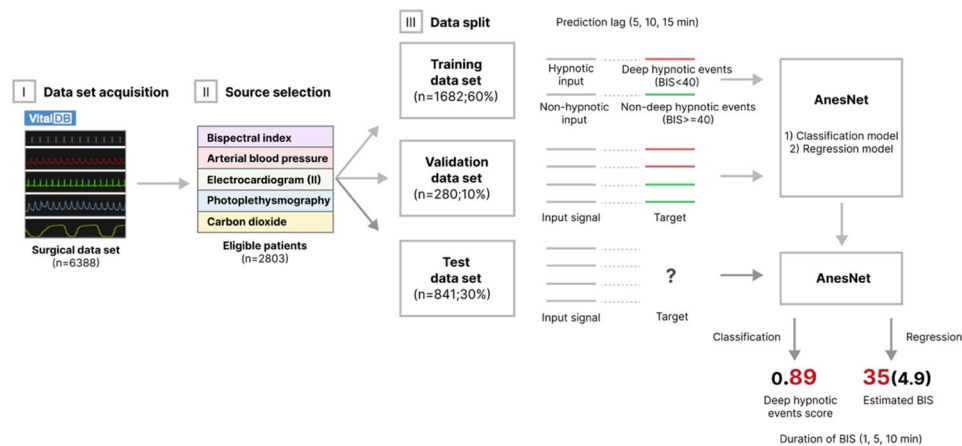 I Data set acquisition
VitalDB
Surgical data set
(n=6388)
II Source selection
Bispectral index
Arterial blood pressure
Electrocardiogram (II)
Photoplethysmography
Carbon dioxide
Eligible patients
(n=2803)
III Data split
Training
data set
(n=1682;60%)
Validation
data set
(n=280;10%)
Test
data set
(n=841;30%)
Prediction lag (5, 10, 15 min)
Hypnotic
input
Deep hypnotic events
(BIS<40)
Non-hypnotic
input
Non-deep hypnotic events
(BIS>=40)
Input signal
Target
?
Input signal
Target
AnesNet
1) Classification model
2) Regression model
AnesNet
Classification
Regression
0.89
Deep hypnotic
events score
35(4.9)
Estimated BIS
Duration of BIS (1, 5, 10 min)